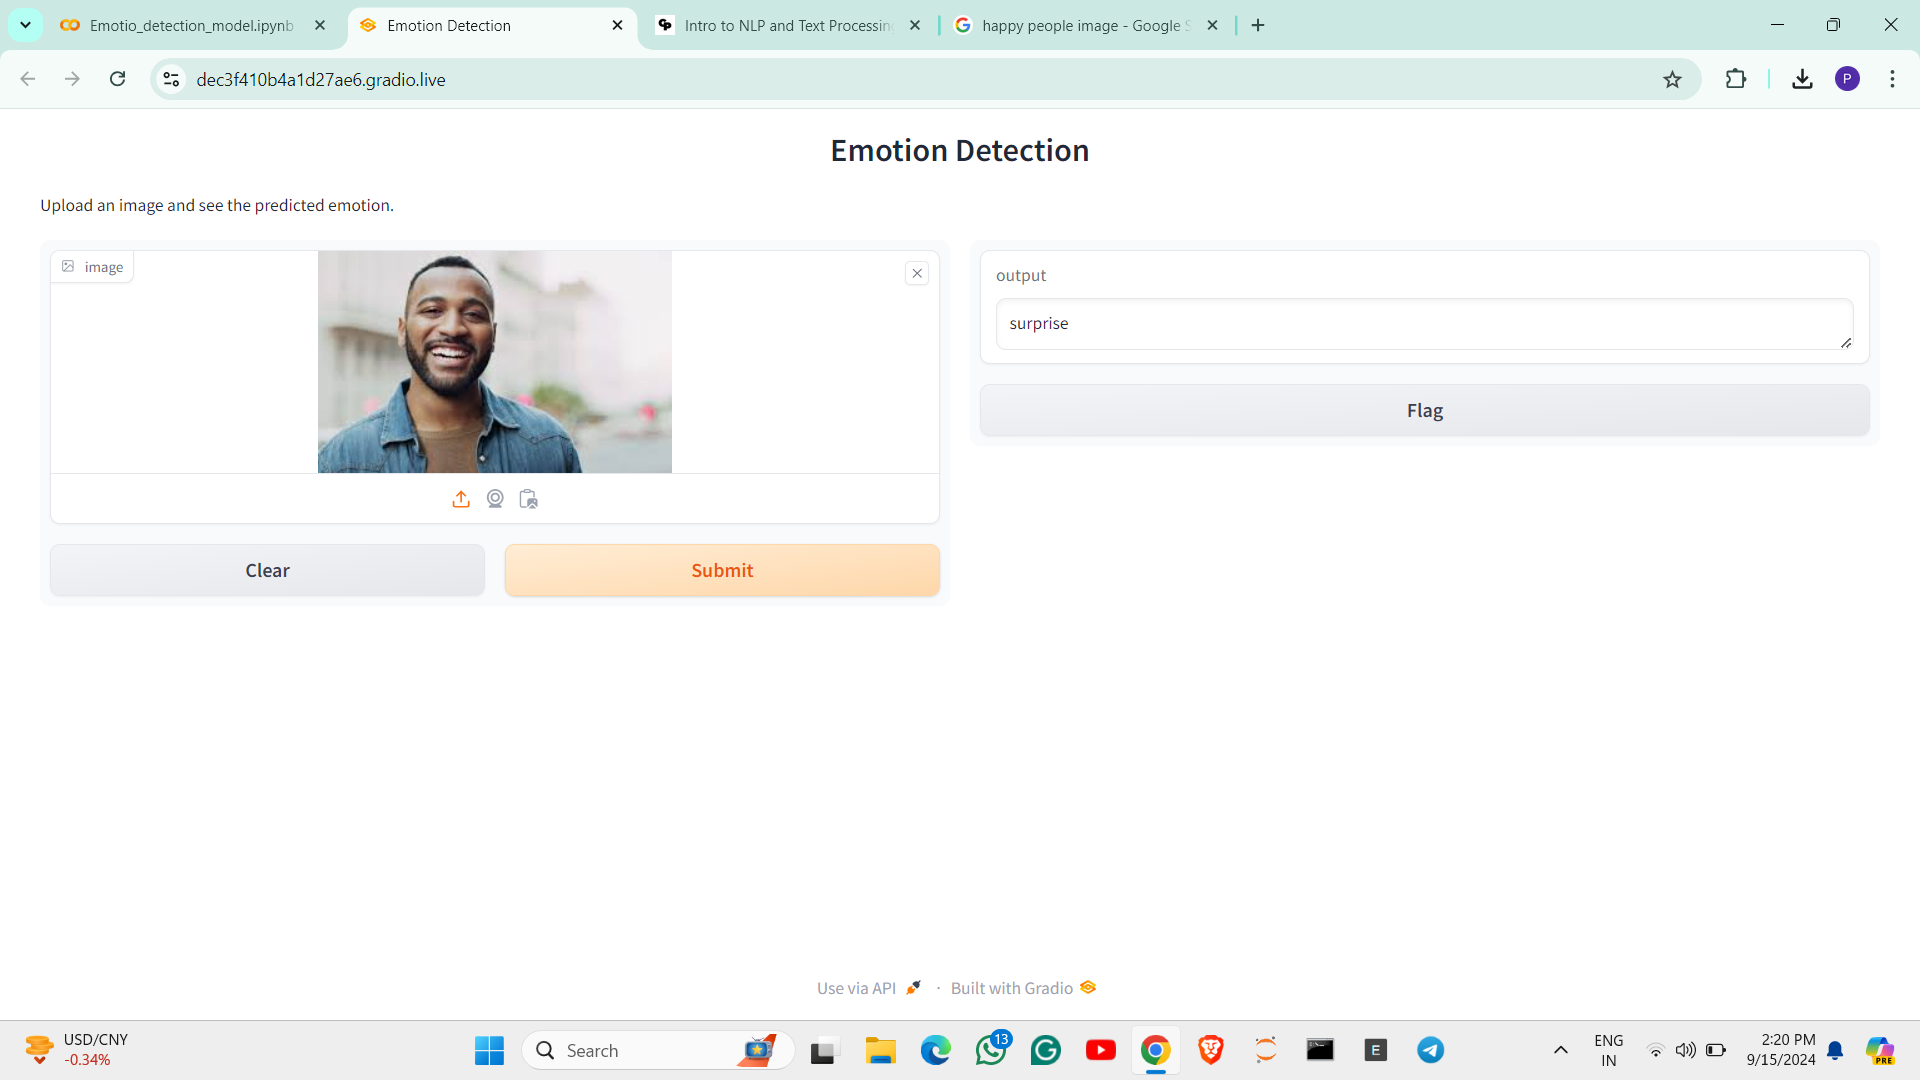 Emotio_detection_model.ipynb
Emotion Detection
Intro to NLP and Text Processin
happy people image - Google S
dec3f410b4a1d27ae6.gradio.live
P
Emotion Detection
Upload an image and see the predicted emotion.
image
output
surprise
Flag
Clear
Submit
Use via API
·
Built with Gradio
USD/CNY
-0.34%
Search
13
E
ENG
IN
2:20 PM
9/15/2024
PRE